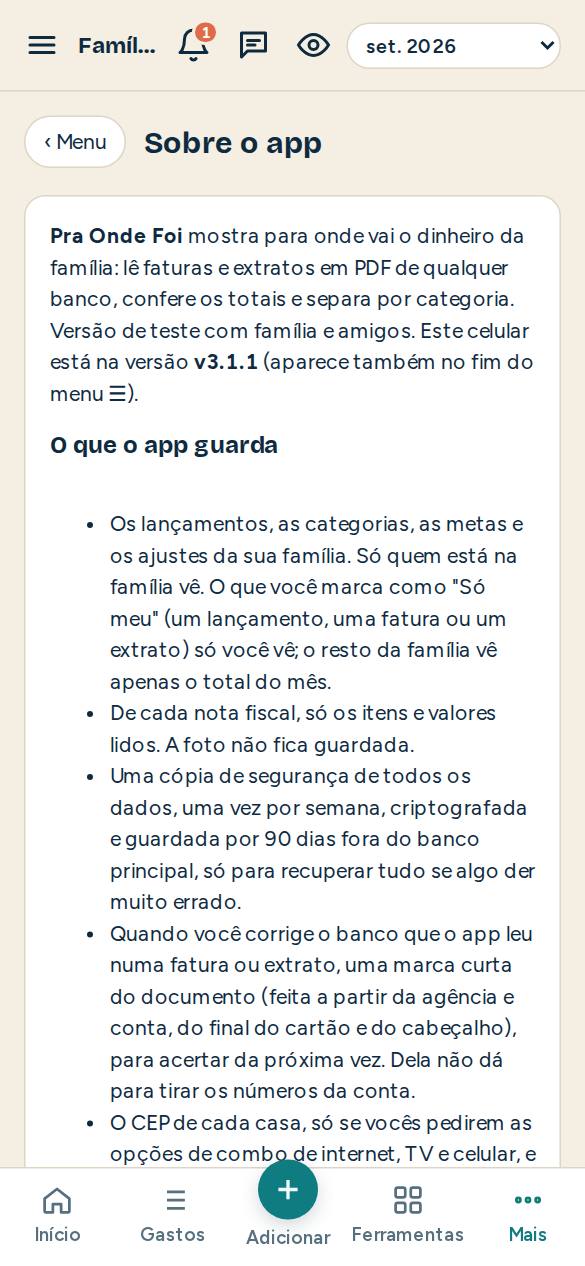 Famíl...
1
set. 2026
‹ Menu
Sobre o app
Pra Onde Foi mostra para onde vai o dinheiro da
família: lê faturas e extratos em PDF de qualquer
banco, confere os totais e separa por categoria.
Versão de teste com família e amigos. Este celular
está na versão v3.1.1 (aparece também no fim do
menu ☰).
O que o app guarda
• Os lançamentos, as categorias, as metas e
os ajustes da sua família. Só quem está na
família vê. O que você marca como "Só
meu" (um lançamento, uma fatura ou um
extrato) só você vê; o resto da família vê
apenas o total do mês.
• De cada nota fiscal, só os itens e valores
lidos. A foto não fica guardada.
• Uma cópia de segurança de todos os
dados, uma vez por semana, criptografada
e guardada por 90 dias fora do banco
principal, só para recuperar tudo se algo der
muito errado.
• Quando você corrige o banco que o app leu
numa fatura ou extrato, uma marca curta
do documento (feita a partir da agência e
conta, do final do cartão e do cabeçalho),
para acertar da próxima vez. Dela não dá
para tirar os números da conta.
• O CEP de cada casa, só se vocês pedirem as
opções de combo de internet, TV e celular, e
Início
Gastos
Adicionar
Ferramentas
Mais